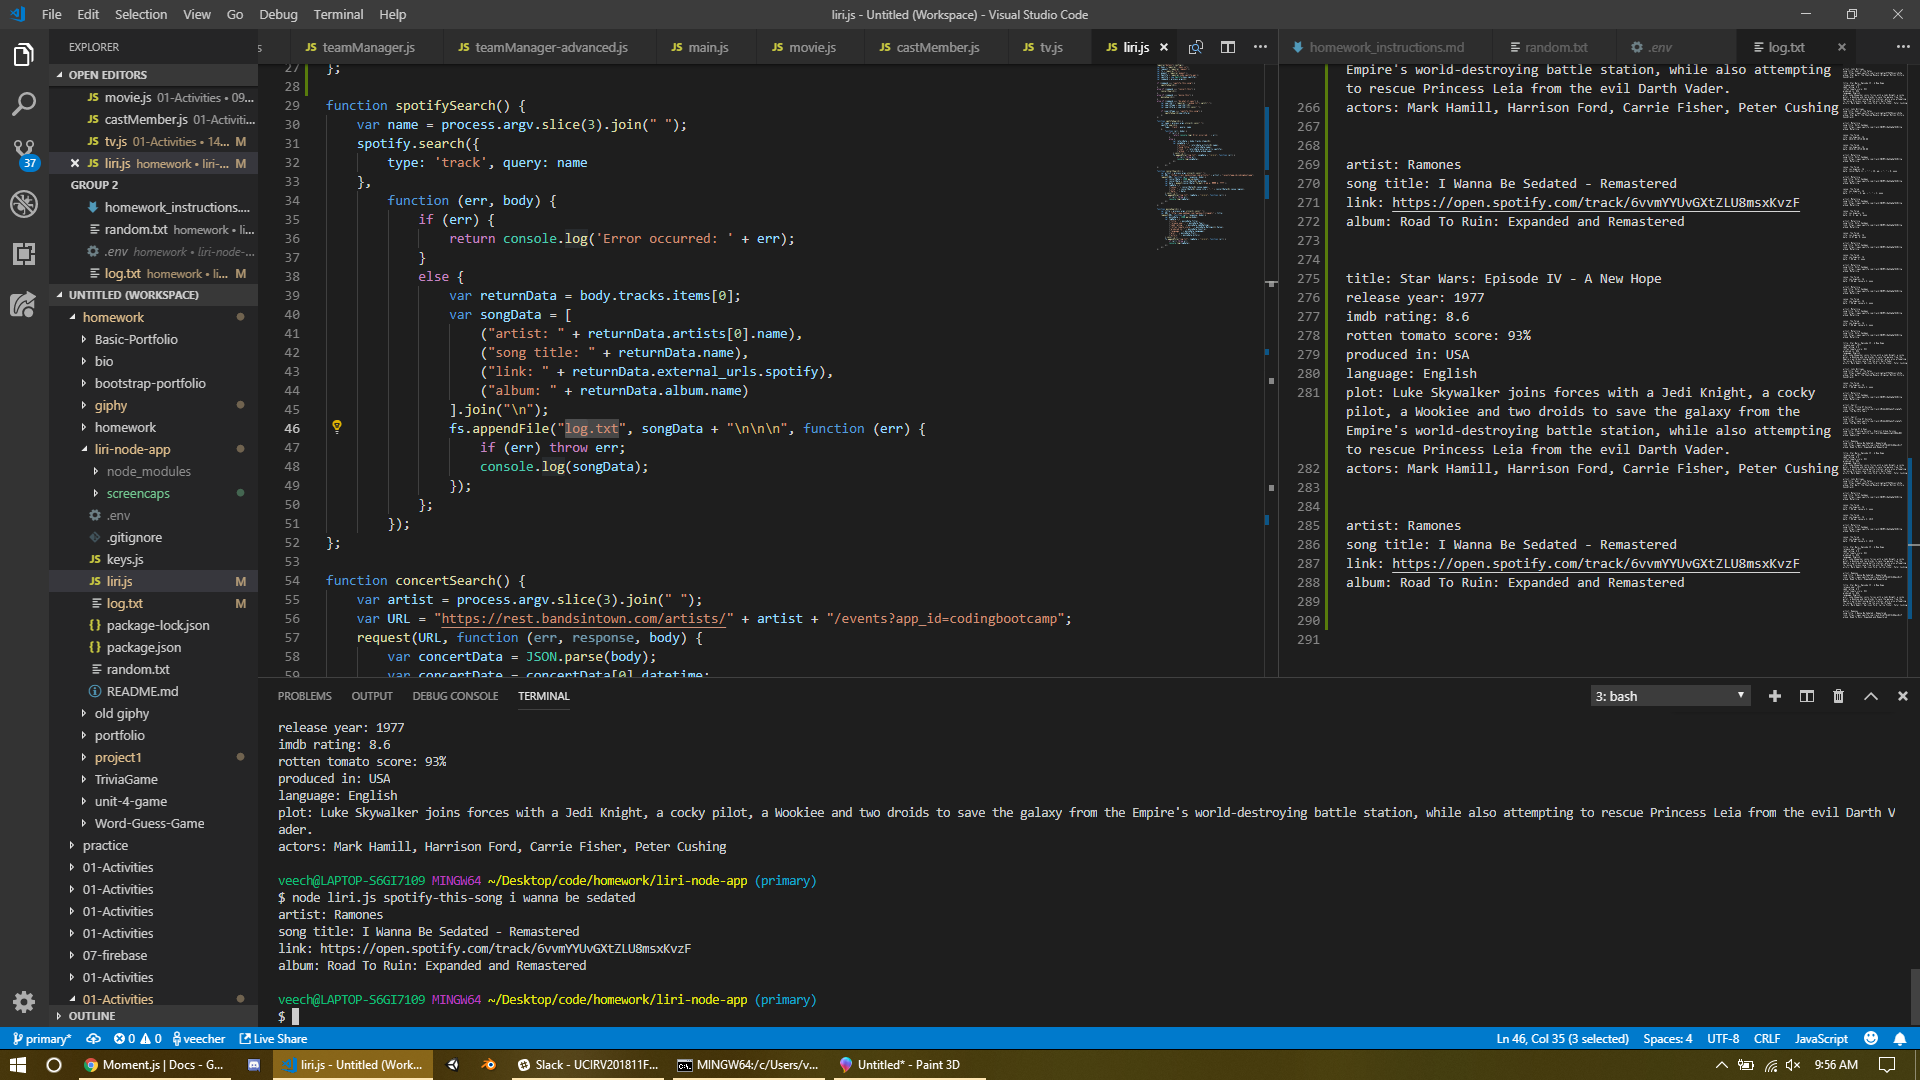 File Edit Selection View Go Debug Terminal Help
liri.js - Untitled (Workspace) - Visual Studio Code
EXPLORER
OPEN EDITORS
JS movie.js 01-Activities • 09...
JS castMember.js 01-Activiti...
JS tv.js 01-Activities • 14... M
JS liri.js homework • liri-... M
GROUP 2
homework_instructions....
random.txt homework • li...
.env homework • liri-node-...
log.txt homework • li... M
UNTITLED (WORKSPACE)
homework
Basic-Portfolio
bio
bootstrap-portfolio
giphy
homework
liri-node-app
node_modules
screencaps
.env
.gitignore
JS keys.js
JS liri.js M
log.txt M
{} package-lock.json
{} package.json
random.txt
README.md
old giphy
portfolio
project1
TriviaGame
unit-4-game
Word-Guess-Game
practice
01-Activities
01-Activities
01-Activities
01-Activities
07-firebase
01-Activities
01-Activities
OUTLINE
37
s JS teamManager.js JS teamManager-advanced.js JS main.js JS movie.js JS castMember.js JS tv.js JS liri.js
27 };
28
29 function spotifySearch() {
30 var name = process.argv.slice(3).join(" ");
31 spotify.search({
32 type: 'track', query: name
33 },
34 function (err, body) {
35 if (err) {
36 return console.log('Error occurred: ' + err);
37 }
38 else {
39 var returnData = body.tracks.items[0];
40 var songData = [
41 ("artist: " + returnData.artists[0].name),
42 ("song title: " + returnData.name),
43 ("link: " + returnData.external_urls.spotify),
44 ("album: " + returnData.album.name)
45 ].join("\n");
46 fs.appendFile("log.txt", songData + "\n\n\n", function (err) {
47 if (err) throw err;
48 console.log(songData);
49 });
50 };
51 });
52 };
53
54 function concertSearch() {
55 var artist = process.argv.slice(3).join(" ");
56 var URL = "https://rest.bandsintown.com/artists/" + artist + "/events?app_id=codingbootcamp";
57 request(URL, function (err, response, body) {
58 var concertData = JSON.parse(body);
59 var concertDate = concertData[0].datetime;
homework_instructions.md random.txt .env log.txt
Empire's world-destroying battle station, while also attempting
to rescue Princess Leia from the evil Darth Vader.
266 actors: Mark Hamill, Harrison Ford, Carrie Fisher, Peter Cushing
267
268
269 artist: Ramones
270 song title: I Wanna Be Sedated - Remastered
271 link: https://open.spotify.com/track/6vvmYYUvGXtZLU8msxKvzF
272 album: Road To Ruin: Expanded and Remastered
273
274
275 title: Star Wars: Episode IV - A New Hope
276 release year: 1977
277 imdb rating: 8.6
278 rotten tomato score: 93%
279 produced in: USA
280 language: English
281 plot: Luke Skywalker joins forces with a Jedi Knight, a cocky
pilot, a Wookiee and two droids to save the galaxy from the
Empire's world-destroying battle station, while also attempting
to rescue Princess Leia from the evil Darth Vader.
282 actors: Mark Hamill, Harrison Ford, Carrie Fisher, Peter Cushing
283
284
285 artist: Ramones
286 song title: I Wanna Be Sedated - Remastered
287 link: https://open.spotify.com/track/6vvmYYUvGXtZLU8msxKvzF
288 album: Road To Ruin: Expanded and Remastered
289
290
291
PROBLEMS OUTPUT DEBUG CONSOLE TERMINAL
3: bash
release year: 1977
imdb rating: 8.6
rotten tomato score: 93%
produced in: USA
language: English
plot: Luke Skywalker joins forces with a Jedi Knight, a cocky pilot, a Wookiee and two droids to save the galaxy from the Empire's world-destroying battle station, while also attempting to rescue Princess Leia from the evil Darth V
ader.
actors: Mark Hamill, Harrison Ford, Carrie Fisher, Peter Cushing
veech@LAPTOP-S6GI7109 MINGW64 ~/Desktop/code/homework/liri-node-app (primary)
$ node liri.js spotify-this-song i wanna be sedated
artist: Ramones
song title: I Wanna Be Sedated - Remastered
link: https://open.spotify.com/track/6vvmYYUvGXtZLU8msxKvzF
album: Road To Ruin: Expanded and Remastered
veech@LAPTOP-S6GI7109 MINGW64 ~/Desktop/code/homework/liri-node-app (primary)
$
primary* 0 0 veecher Live Share
Ln 46, Col 35 (3 selected) Spaces: 4 UTF-8 CRLF JavaScript
Moment.js | Docs - G... liri.js - Untitled (Work... Slack - UCIRV201811F... MINGW64:/c/Users/v... Untitled* - Paint 3D
9:56 AM